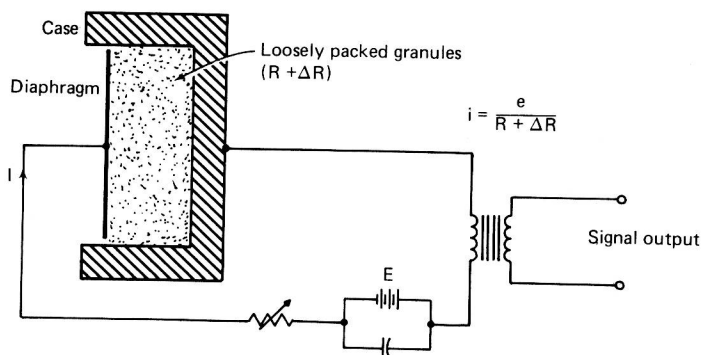 Case
Loosely packed granules
(R + ΔR)
Diaphragm
i = e / R + ΔR
I
Signal output
E